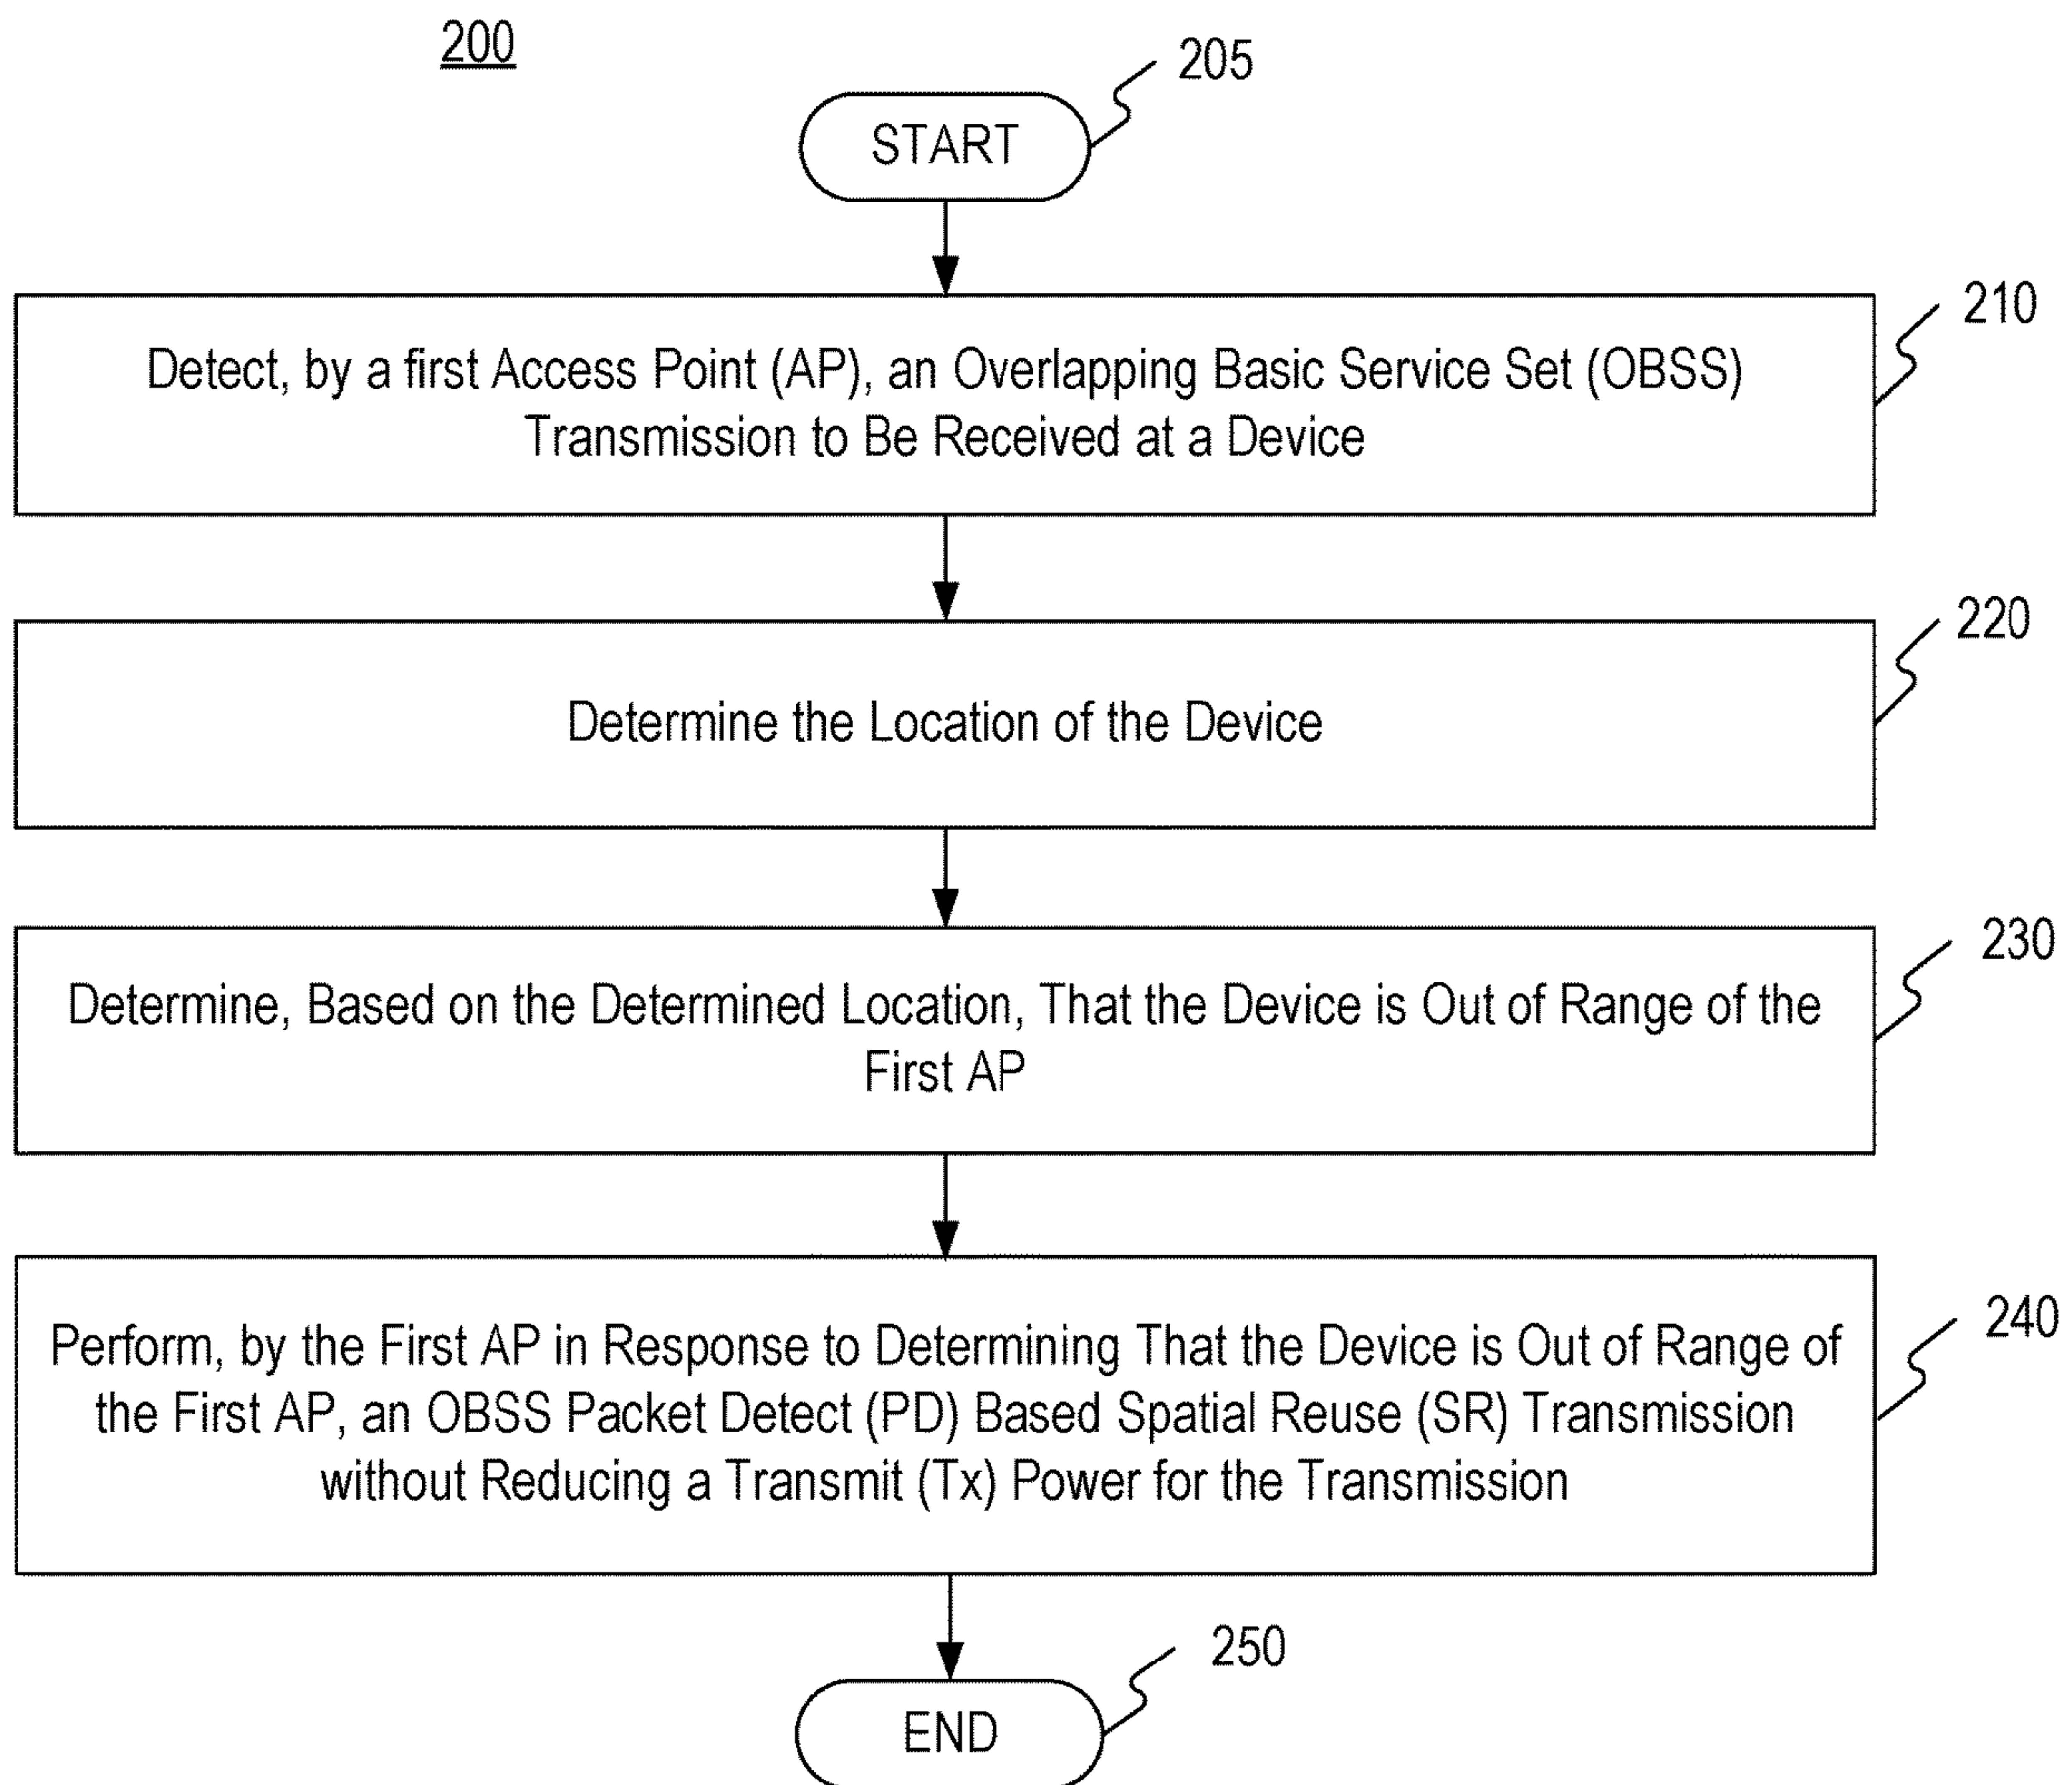 200
205
START
210
Detect, by a first Access Point (AP), an Overlapping Basic Service Set (OBSS)
Transmission to Be Received at a Device
220
Determine the Location of the Device
230
Determine, Based on the Determined Location, That the Device is Out of Range of the
First AP
240
Perform, by the First AP in Response to Determining That the Device is Out of Range of
the First AP, an OBSS Packet Detect (PD) Based Spatial Reuse (SR) Transmission
without Reducing a Transmit (Tx) Power for the Transmission
250
END